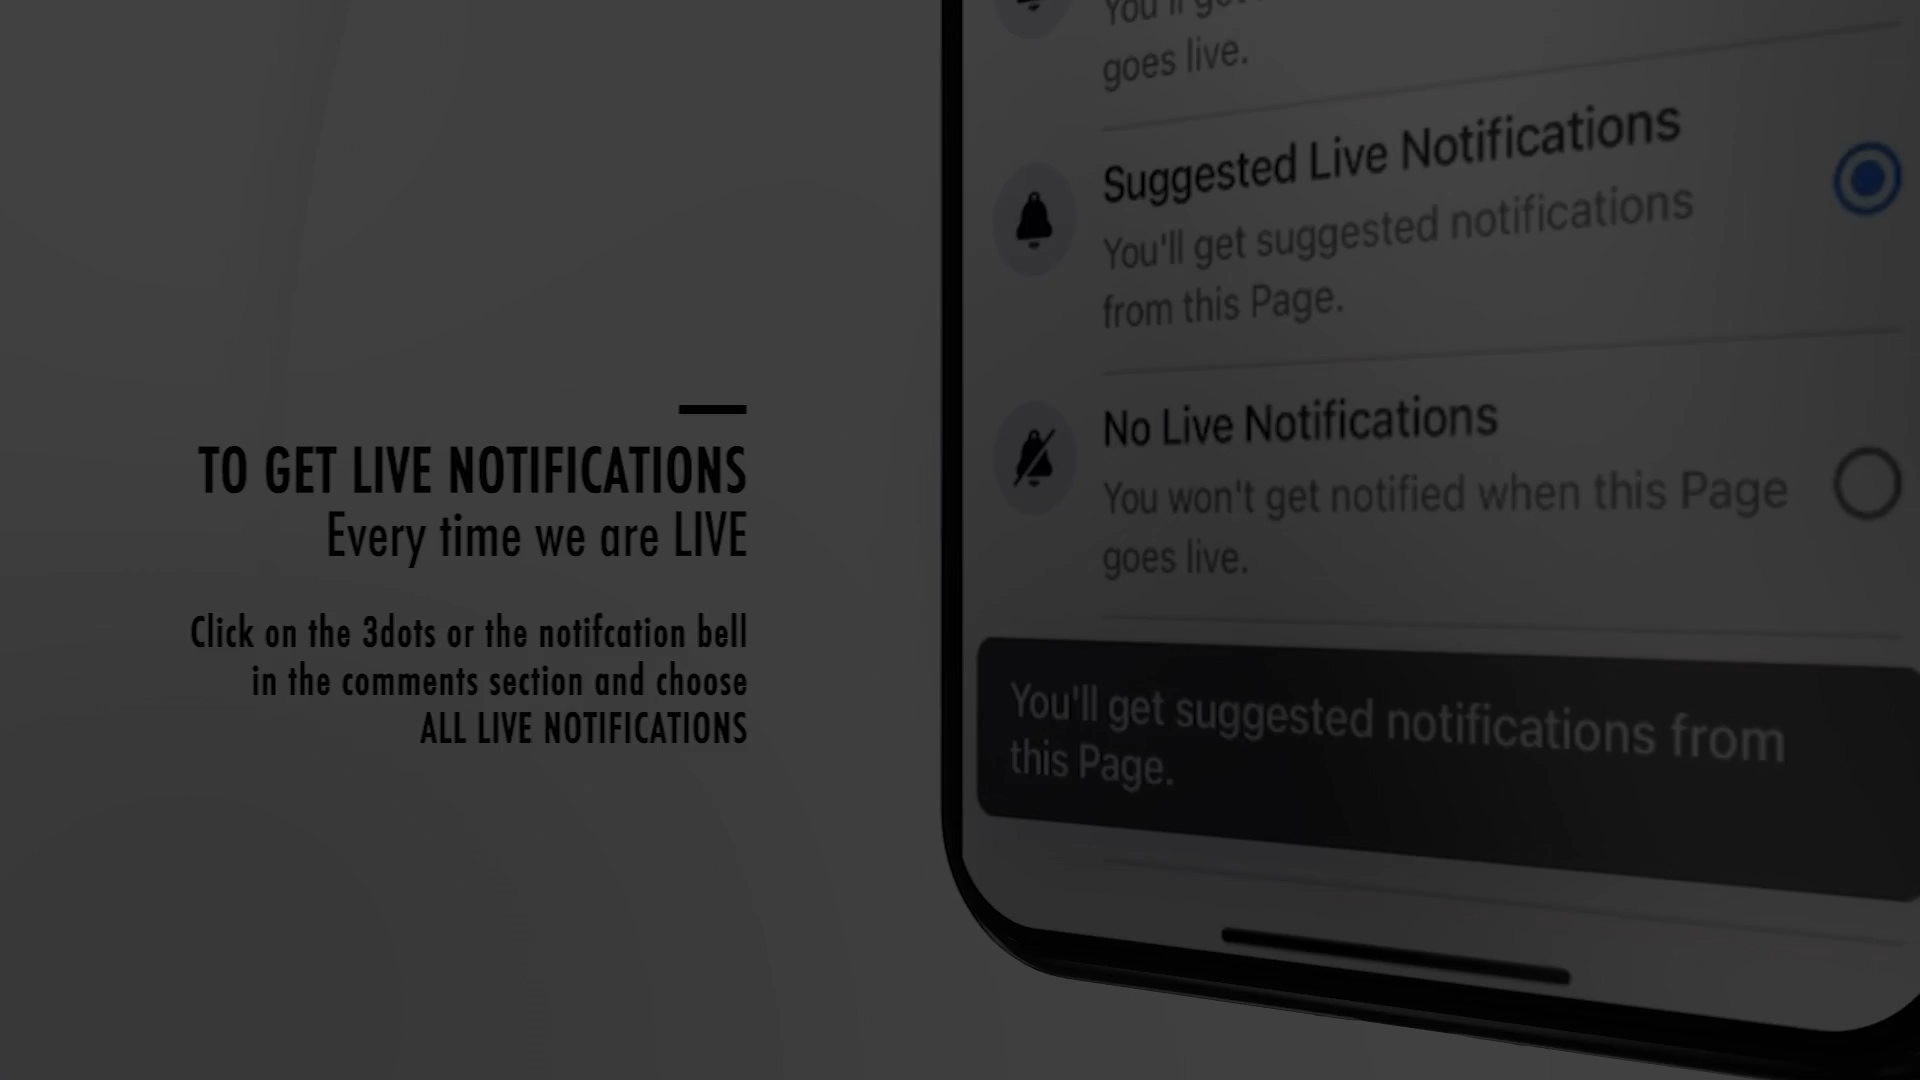 TO GET LIVE NOTIFICATIONS
Every time we are LIVE
Click on the 3dots or the notifcation bell
in the comments section and choose
ALL LIVE NOTIFICATIONS
You'll get
goes live.
Suggested Live Notifications
You'll get suggested notifications
from this Page.
No Live Notifications
You won't get notified when this Page
goes live.
You'll get suggested notifications from
this Page.